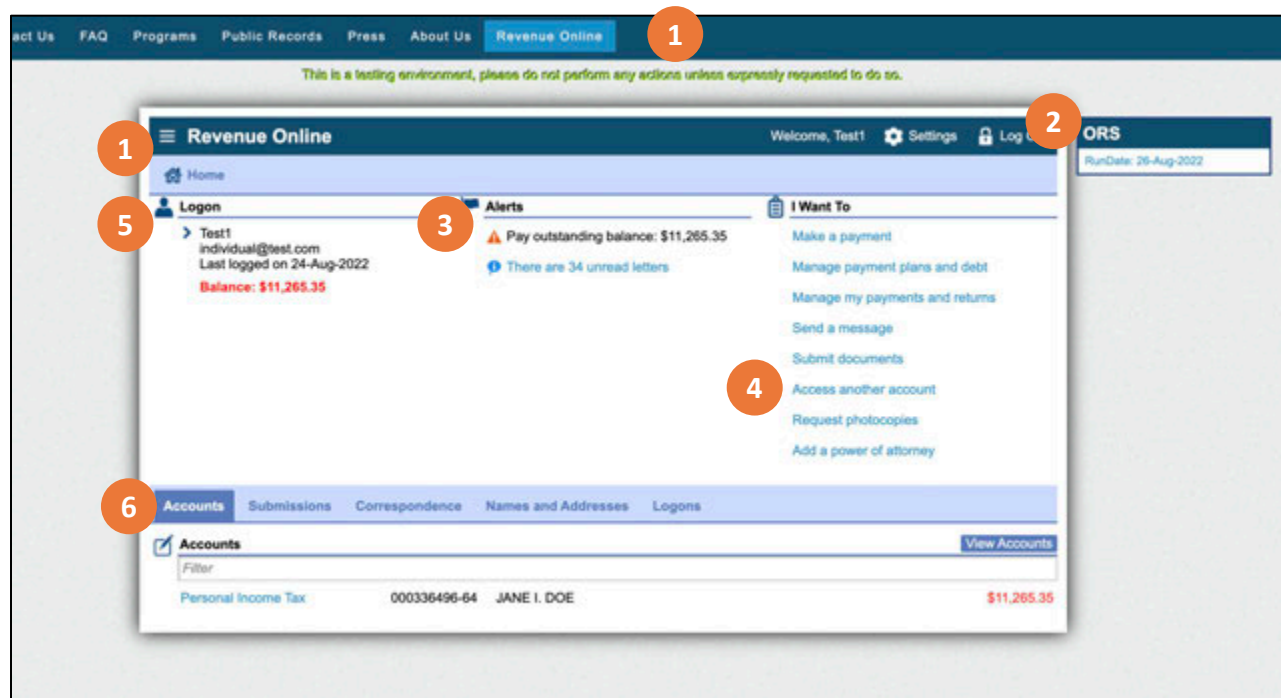 act Us FAQ Programs Public Records Press About Us Revenue Online 1
This is a testing environment, please do not perform any actions unless expressly requested to do so.
1 Revenue Online Welcome, Test1 Settings Log 2 ORS
RunDate: 26-Aug-2022
Home
5 Logon 3 Alerts I Want To
Test1
individual@test.com
Last logged on 24-Aug-2022
Balance: $11,265.35
Pay outstanding balance: $11,265.35
There are 34 unread letters
Make a payment
Manage payment plans and debt
Manage my payments and returns
Send a message
Submit documents
4 Access another account
Request photocopies
Add a power of attorney
6 Accounts Submissions Correspondence Names and Addresses Logons
Accounts View Accounts
Filter
Personal Income Tax 000336496-64 JANE I. DOE $11,265.35